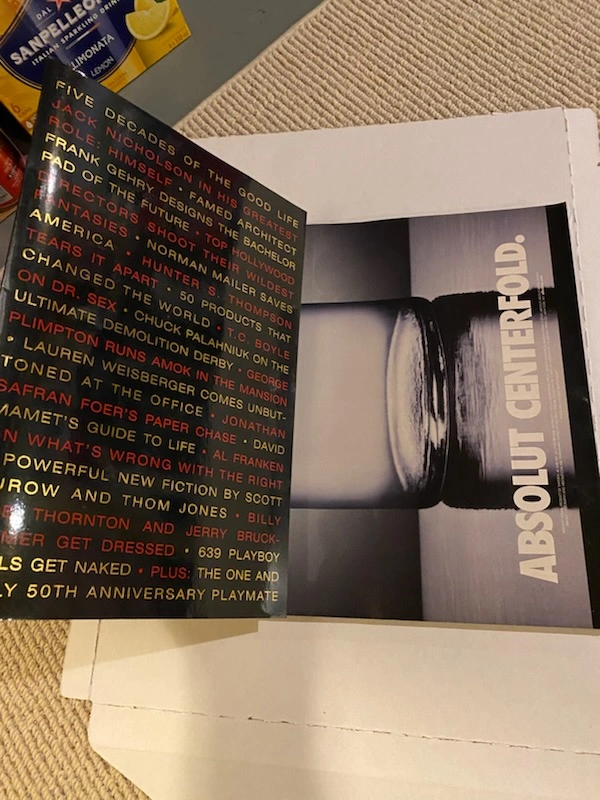 DAL
SANPELLEGRINO
ITALIAN SPARKLING DRINK
LIMONATA
LEMON
FIVE DECADES OF THE GOOD LIFE
JACK NICHOLSON IN HIS GREATEST
ROLE: HIMSELF • FAMED ARCHITECT
FRANK GEHRY DESIGNS THE BACHELOR
PAD OF THE FUTURE • TOP HOLLYWOOD
DIRECTORS SHOOT THEIR WILDEST
FANTASIES • NORMAN MAILER SAVES
AMERICA • HUNTER S. THOMPSON
TEARS IT APART • 50 PRODUCTS THAT
CHANGED THE WORLD • T.C. BOYLE
ON DR. SEX • CHUCK PALAHNIUK ON THE
ULTIMATE DEMOLITION DERBY • GEORGE
PLIMPTON RUNS AMOK IN THE MANSION
• LAUREN WEISBERGER COMES UNBUT-
TONED AT THE OFFICE • JONATHAN
SAFRAN FOER'S PAPER CHASE • DAVID
MAMET'S GUIDE TO LIFE • AL FRANKEN
N WHAT'S WRONG WITH THE RIGHT
POWERFUL NEW FICTION BY SCOTT
UROW AND THOM JONES • BILLY
THORNTON AND JERRY BRUCK-
MER GET DRESSED • 639 PLAYBOY
LS GET NAKED • PLUS: THE ONE AND
LY 50TH ANNIVERSARY PLAYMATE
ABSOLUT CENTERFOLD.